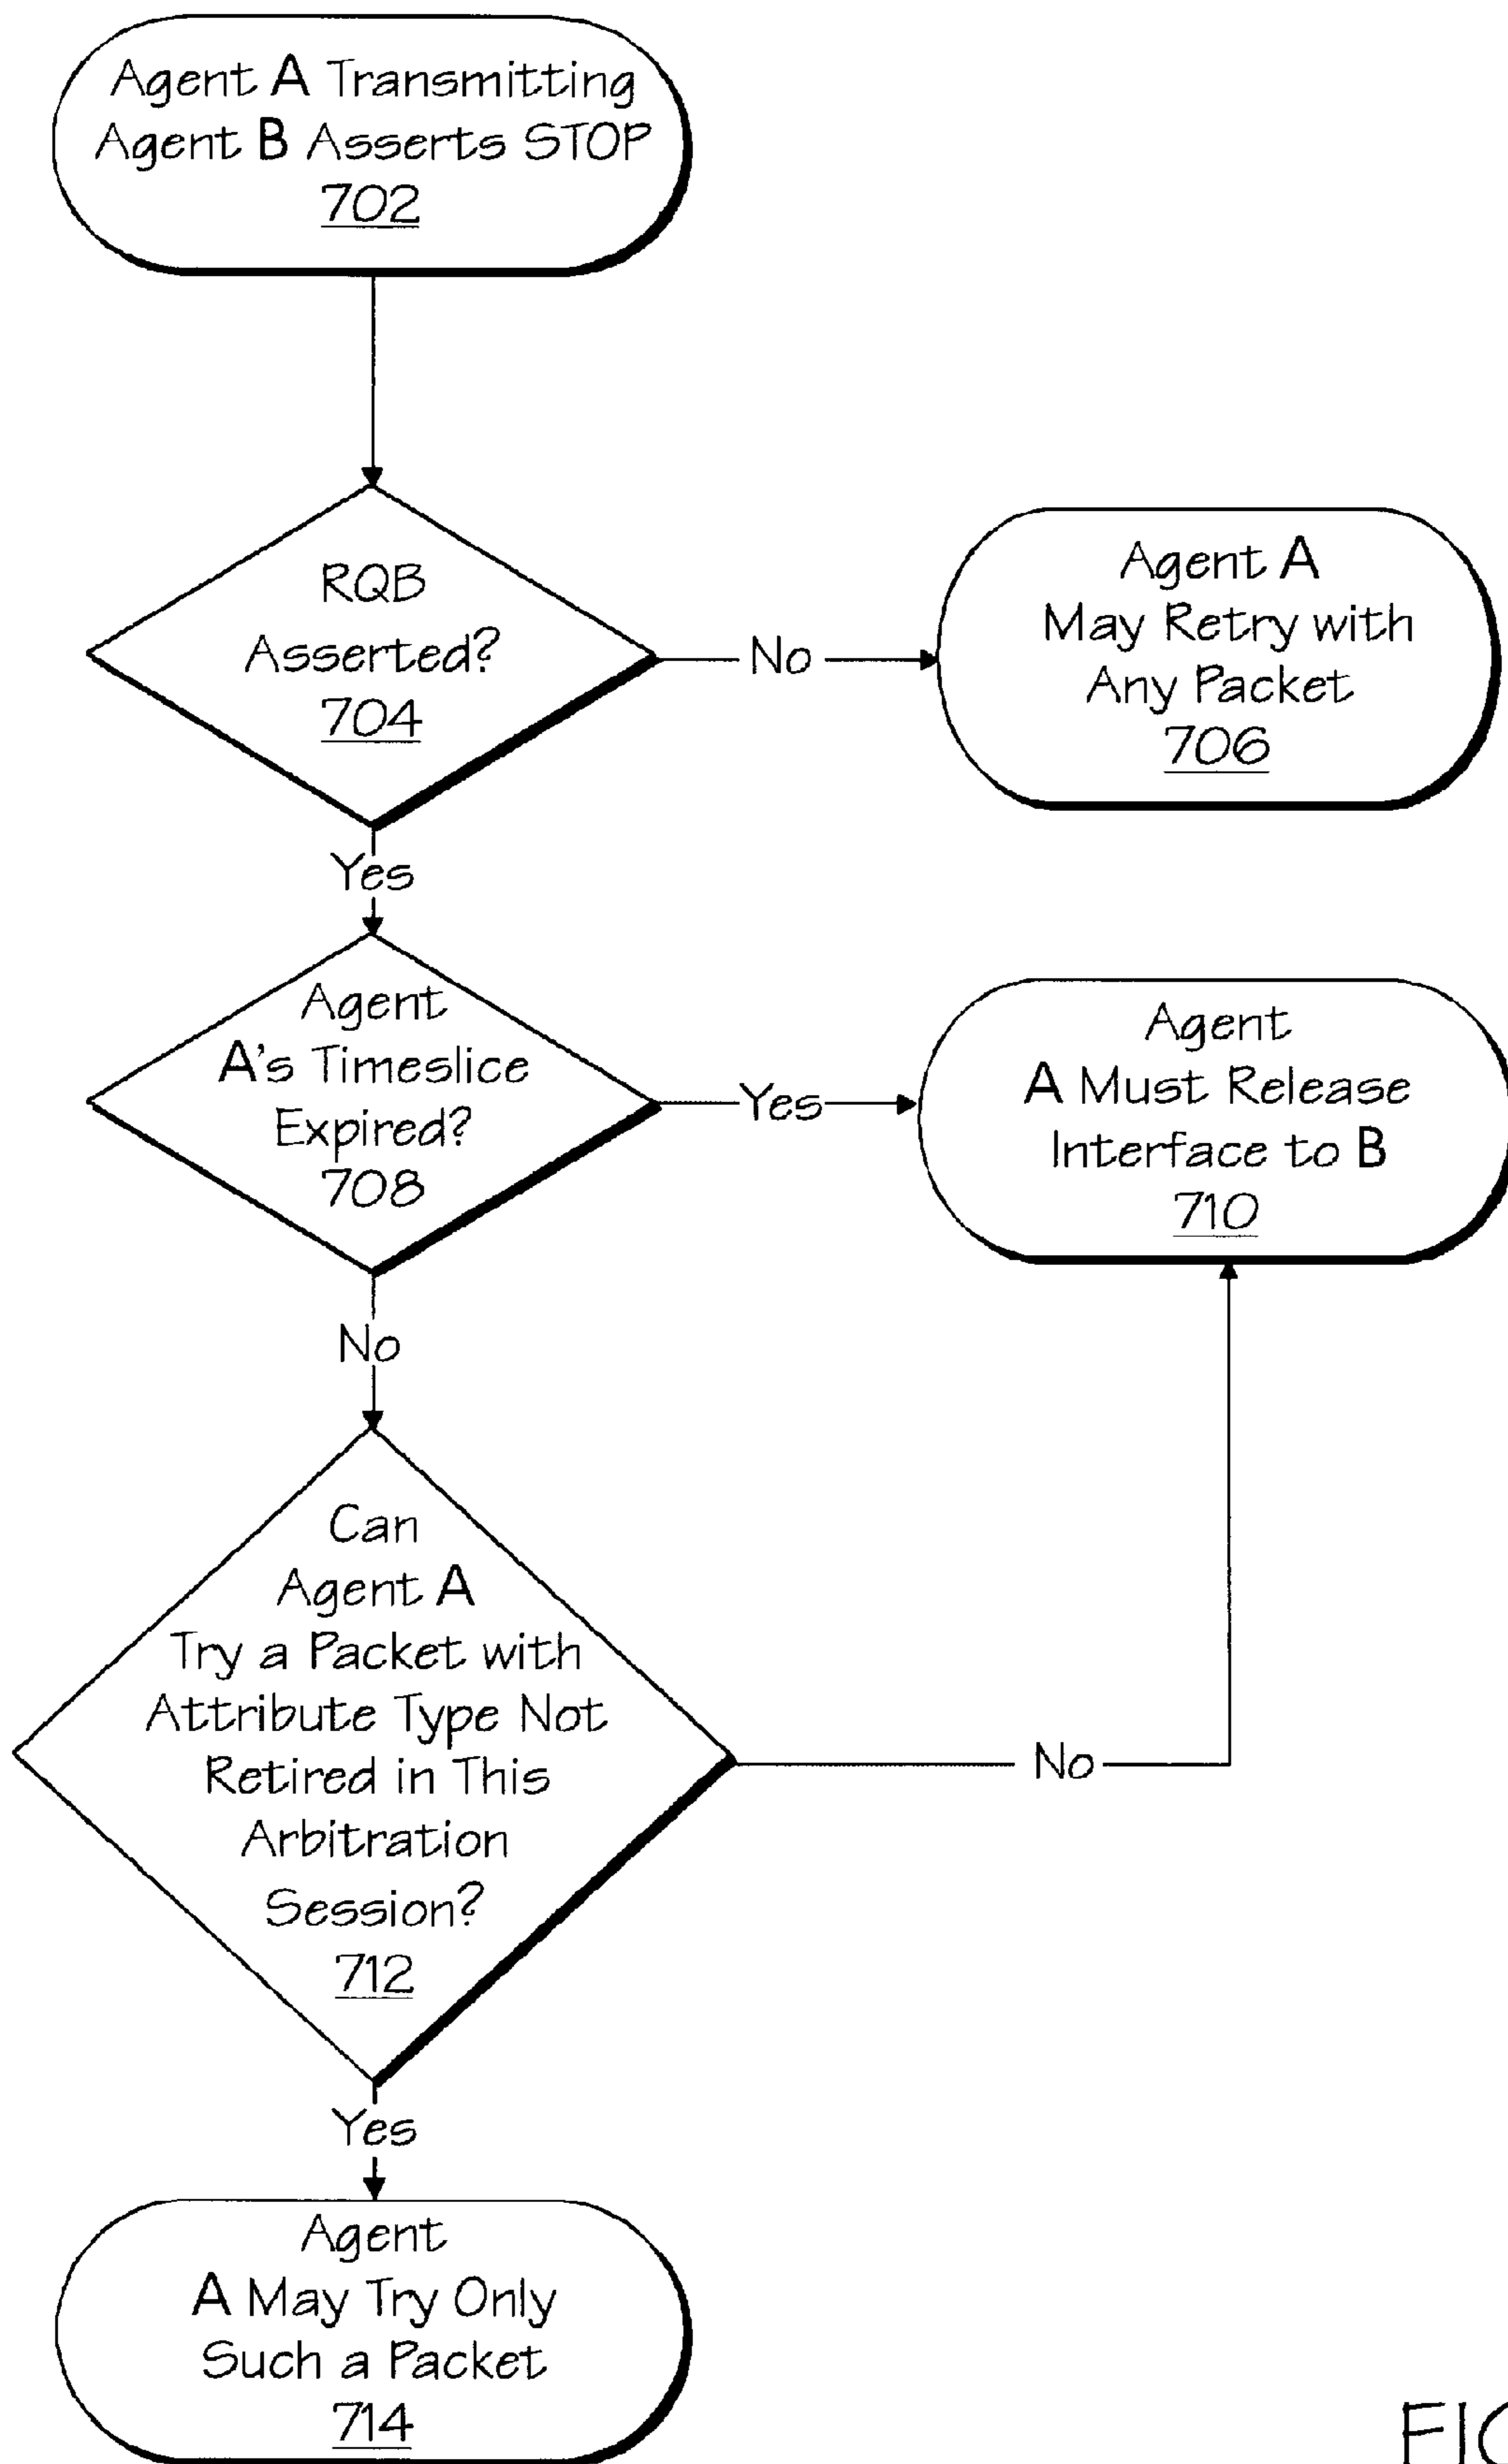 Agent A Transmitting
Agent B Asserts STOP
702
RQB
Asserted?
704
No
Agent A
May Retry with
Any Packet
706
Yes
Agent
A's Timeslice
Expired?
708
Yes
Agent
A Must Release
Interface to B
710
No
Can
Agent A
Try a Packet with
Attribute Type Not
Retired in This
Arbitration
Session?
712
No
Yes
Agent
A May Try Only
Such a Packet
714